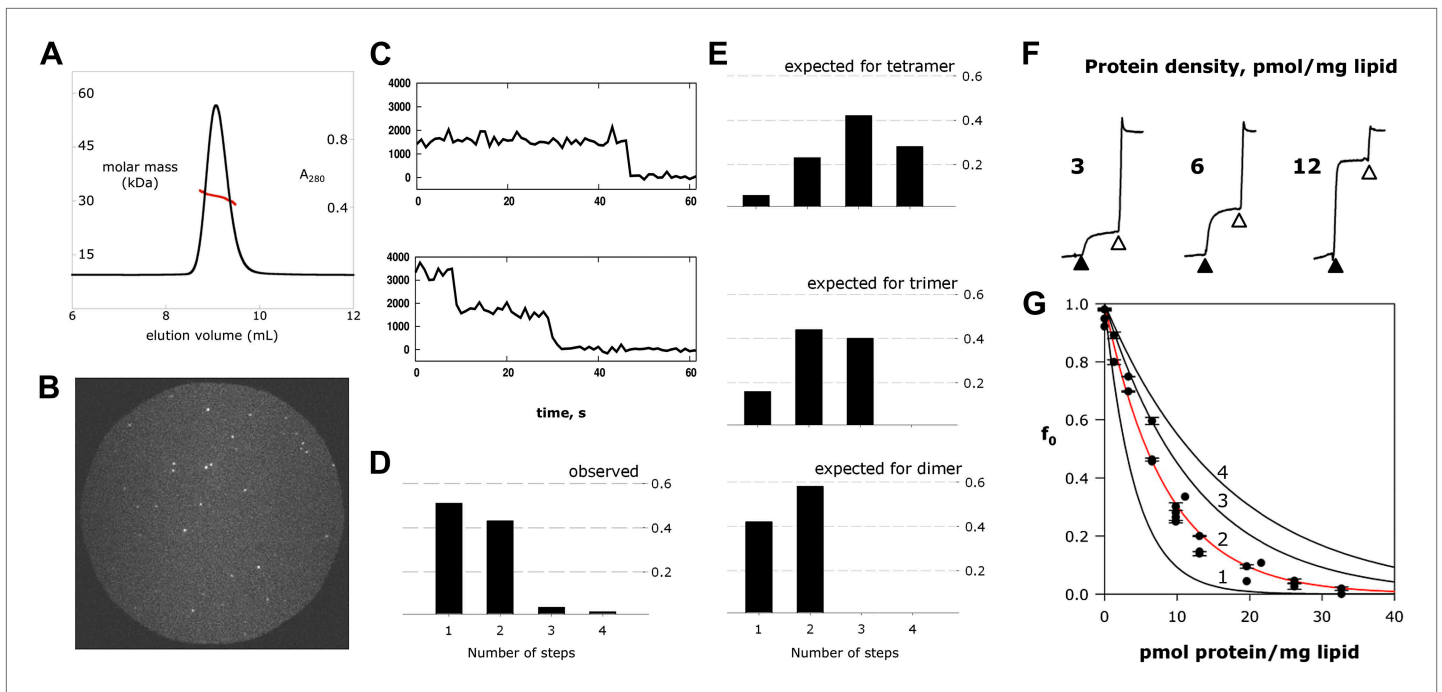 A
60
45
30
15
molar mass
(kDa)
0.8
A280
0.4
6 8 10 12
elution volume (mL)
B
C
4000
3000
2000
1000
0
0 20 40 60
4000
3000
2000
1000
0
0 20 40 60
time, s
D
observed
0.6
0.4
0.2
1 2 3 4
Number of steps
E
expected for tetramer
0.6
0.4
0.2
expected for trimer
0.6
0.4
0.2
expected for dimer
0.6
0.4
0.2
1 2 3 4
Number of steps
F
Protein density, pmol/mg lipid
3 6 12
G
1.0
0.8
0.6
0.4
0.2
0.0
f0
4
3
2
1
0 10 20 30 40
pmol protein/mg lipid